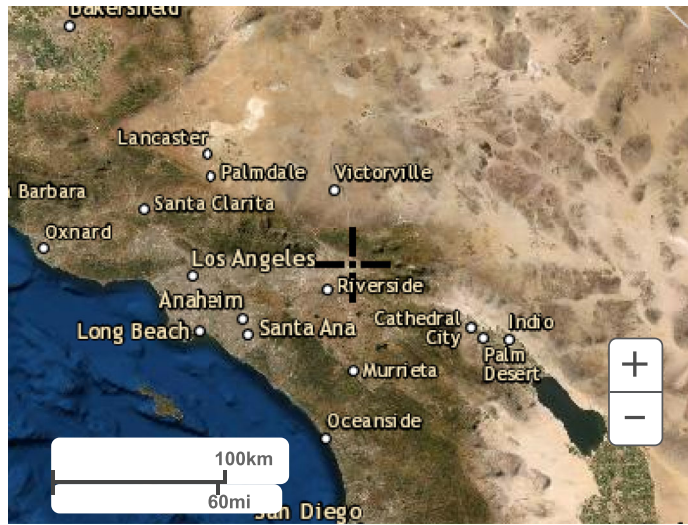 Bakersfield
Lancaster
Palmdale
Victorville
a Barbara
Santa Clarita
Oxnard
Los Angeles
Riverside
Anaheim
Long Beach
Santa Ana
Cathedral
City
Indio
Palm
Desert
Murrieta
Oceanside
San Diego
100km
60mi
+
−